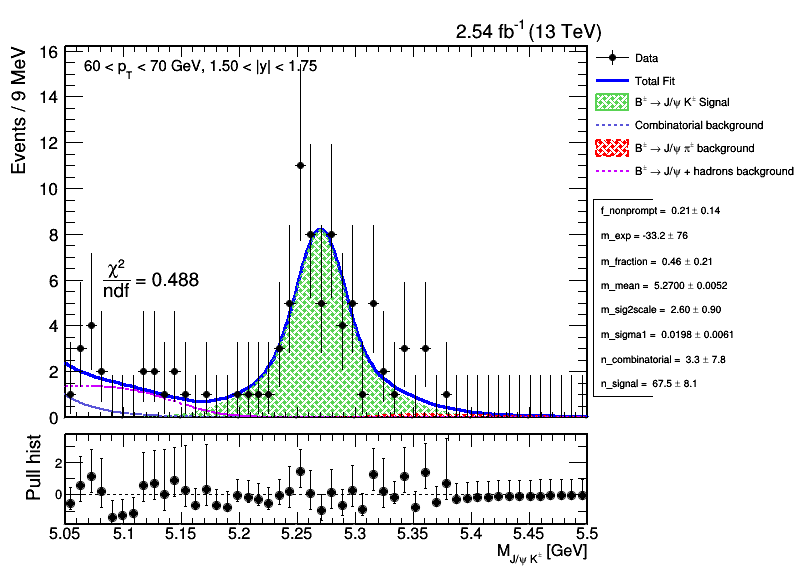 2.54 fb⁻¹ (13 TeV)
Events / 9 MeV
60 < p_T < 70 GeV, 1.50 < |y| < 1.75
16
14
12
10
8
6
4
2
0
χ²/ndf = 0.488
Data
Total Fit
B± → J/ψ K± Signal
Combinatorial background
B± → J/ψ π± background
B± → J/ψ + hadrons background
f_nonprompt = 0.21 ± 0.14
m_exp = -33.2 ± 76
m_fraction = 0.46 ± 0.21
m_mean = 5.2700 ± 0.0052
m_sig2scale = 2.60 ± 0.90
m_sigma1 = 0.0198 ± 0.0061
n_combinatorial = 3.3 ± 7.8
n_signal = 67.5 ± 8.1
Pull hist
2
0
5.05 5.1 5.15 5.2 5.25 5.3 5.35 5.4 5.45 5.5
M_J/ψ K± [GeV]